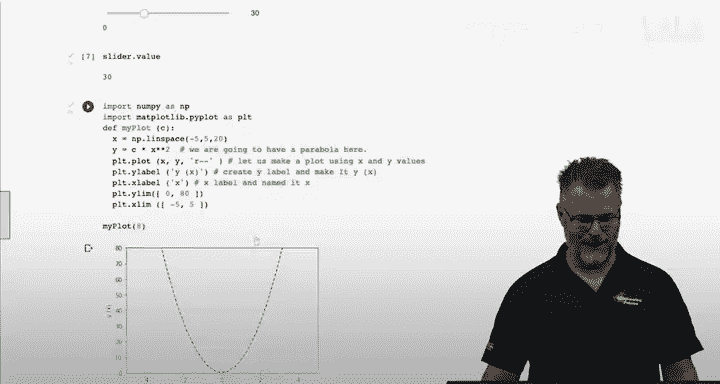 30
0
[7] slider.value
30
import numpy as np
import matplotlib.pyplot as plt
def myPlot (c):
x = np.linspace(-5,5,20)
y = c * x**2 # we are going to have a parabola here.
plt.plot (x, y, 'r--' ) # let us make a plot using x and y values
plt.ylabel ('y (x)') # create y label and make It y (x)
plt.xlabel ('x') # x label and named it x
plt.ylim([ 0, 80 ])
plt.xlim ([ -5, 5 ])
myPlot(8)
80
70
60
50
40
30
20
10
0
y (x)